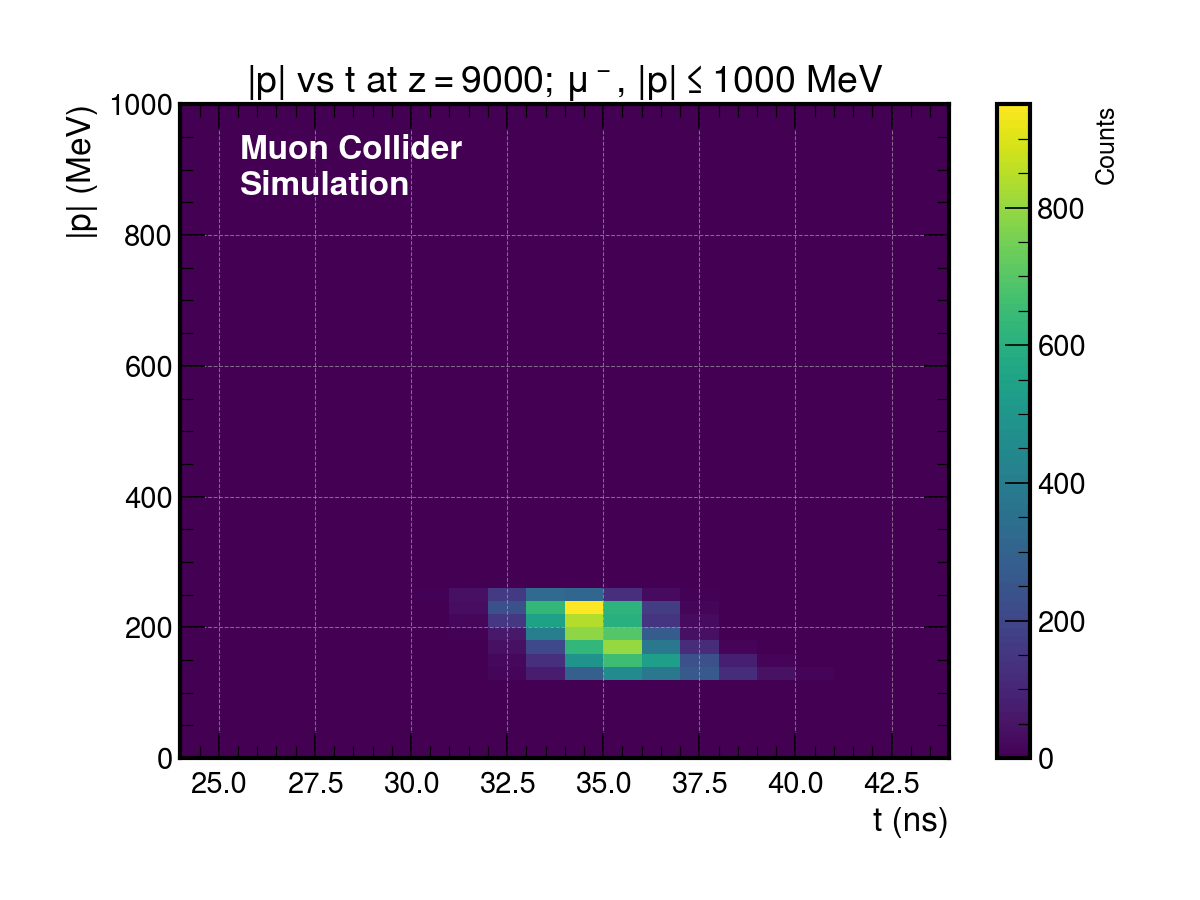 |p| vs t at z = 9000; μ⁻, |p| ≤ 1000 MeV
|p| (MeV)
1000
800
600
400
200
0
Muon Collider
Simulation
25.0 27.5 30.0 32.5 35.0 37.5 40.0 42.5
t (ns)
Counts
800
600
400
200
0